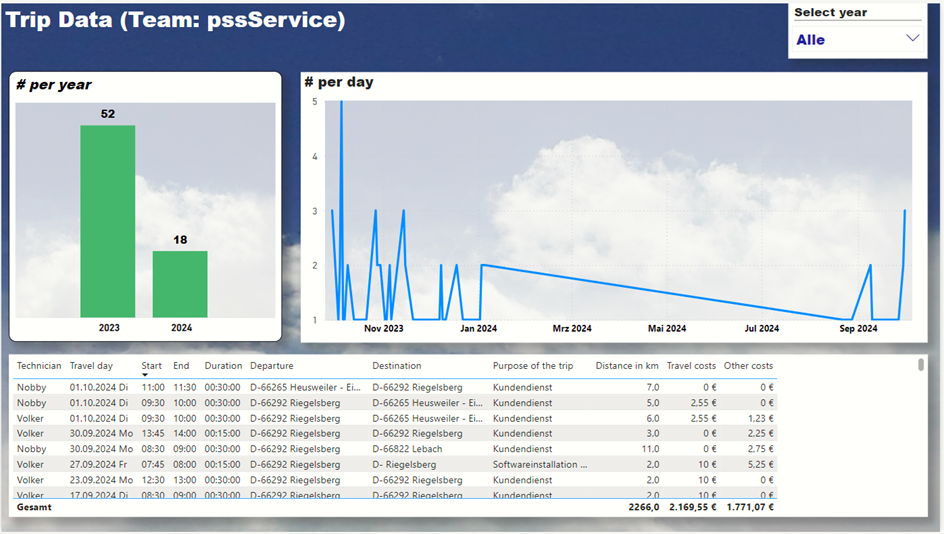 Trip Data (Team: pssService)
Select year
Alle
# per year
52
18
2023
2024
# per day
5
4
3
2
1
Nov 2023 Jan 2024 Mrz 2024 Mai 2024 Jul 2024 Sep 2024
Technician Travel day Start End Duration Departure Destination Purpose of the trip Distance in km Travel costs Other costs
Nobby 01.10.2024 Di 11:00 11:30 00:30:00 D-66265 Heusweiler - Ei... D-66292 Riegelsberg Kundendienst 7,0 0 € 0 €
Nobby 01.10.2024 Di 09:30 10:00 00:30:00 D-66292 Riegelsberg D-66265 Heusweiler - Ei... Kundendienst 5,0 2,55 € 0 €
Volker 01.10.2024 Di 09:30 10:00 00:30:00 D-66292 Riegelsberg D-66265 Heusweiler - Ei... Kundendienst 6,0 2,55 € 1,23 €
Volker 30.09.2024 Mo 13:45 14:00 00:15:00 D-66292 Riegelsberg D-66292 Riegelsberg Kundendienst 3,0 0 € 2,25 €
Nobby 30.09.2024 Mo 08:30 09:00 00:30:00 D-66292 Riegelsberg D-66822 Lebach Kundendienst 11,0 0 € 2,75 €
Volker 27.09.2024 Fr 07:45 08:00 00:15:00 D-66292 Riegelsberg D- Riegelsberg Softwareinstallation ... 2,0 10 € 5,25 €
Volker 23.09.2024 Mo 12:30 13:00 00:30:00 D-66292 Riegelsberg D-66292 Riegelsberg Kundendienst 2,0 10 € 0 €
Volker 17.09.2024 Di 08:30 09:00 00:30:00 D-66292 Riegelsberg D-66292 Riegelsberg Kundendienst 2,0 10 € 0 €
Gesamt 2266,0 2.169,55 € 1.771,07 €